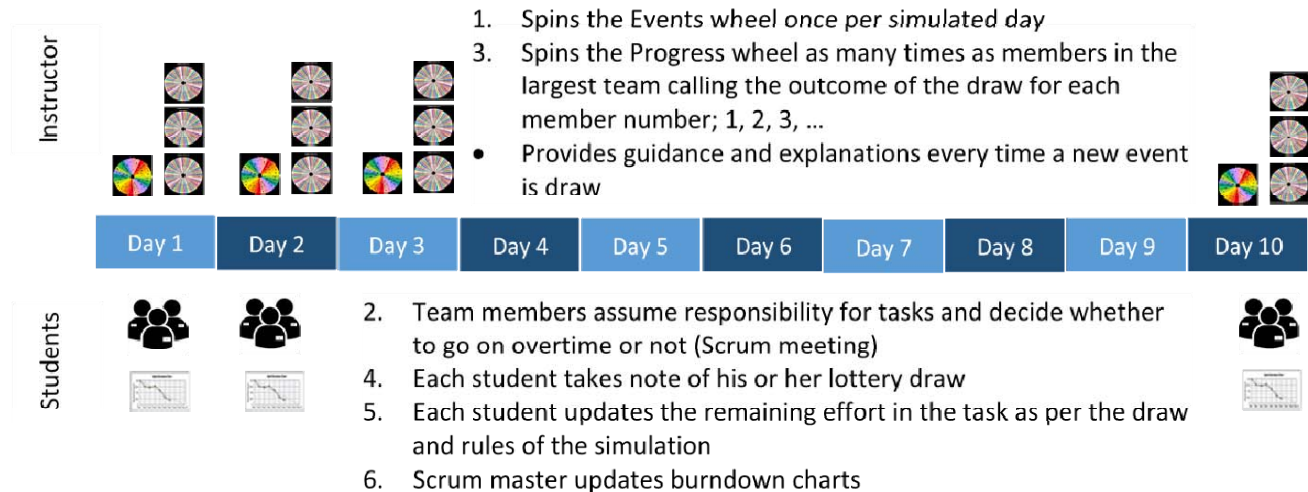 Instructor
1. Spins the Events wheel once per simulated day
3. Spins the Progress wheel as many times as members in the
largest team calling the outcome of the draw for each
member number; 1, 2, 3, ...
• Provides guidance and explanations every time a new event
is draw
Day 1 Day 2 Day 3 Day 4 Day 5 Day 6 Day 7 Day 8 Day 9 Day 10
Students
2. Team members assume responsibility for tasks and decide whether
to go on overtime or not (Scrum meeting)
4. Each student takes note of his or her lottery draw
5. Each student updates the remaining effort in the task as per the draw
and rules of the simulation
6. Scrum master updates burndown charts